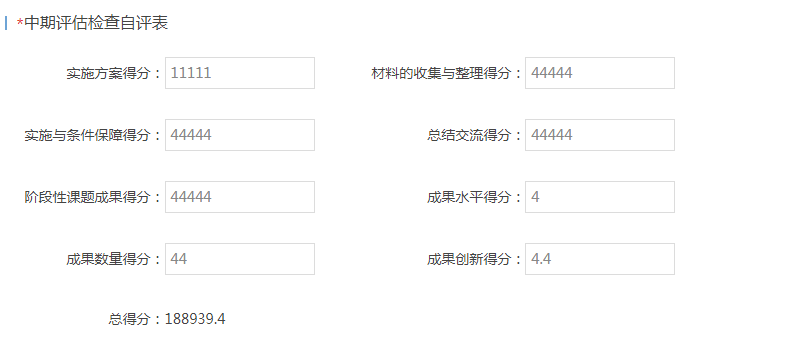 *中期评估检查自评表
实施方案得分：11111 材料的收集与整理得分：44444
实施与条件保障得分：44444 总结交流得分：44444
阶段性课题成果得分：44444 成果水平得分：4
成果数量得分：44 成果创新得分：4.4
总得分：188939.4